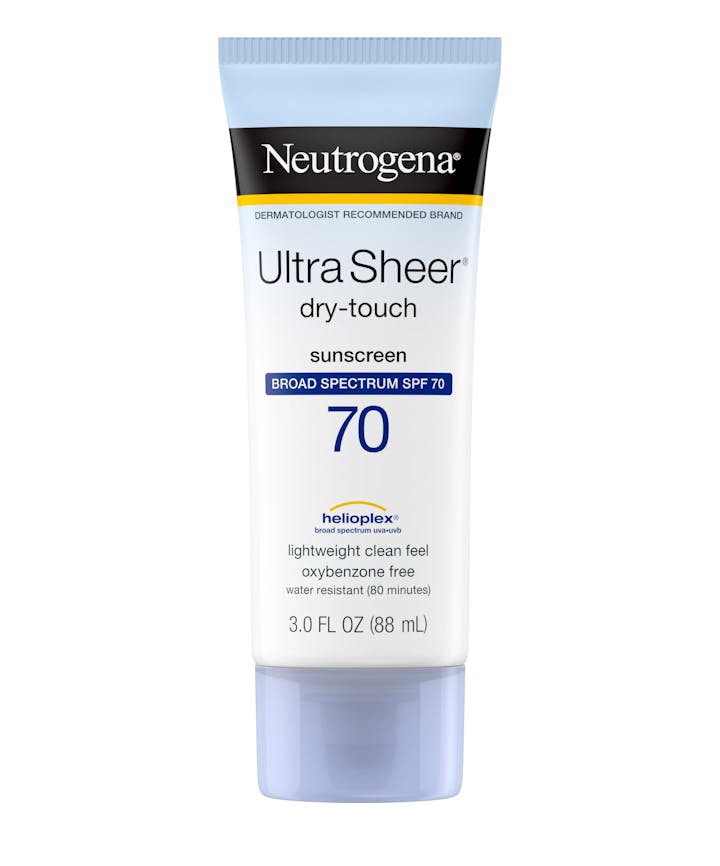 Neutrogena®
DERMATOLOGIST RECOMMENDED BRAND
Ultra Sheer®
dry-touch
sunscreen
BROAD SPECTRUM SPF 70
70
helioplex®
broad spectrum uva•uvb
lightweight clean feel
oxybenzone free
water resistant (80 minutes)
3.0 FL OZ (88 mL)